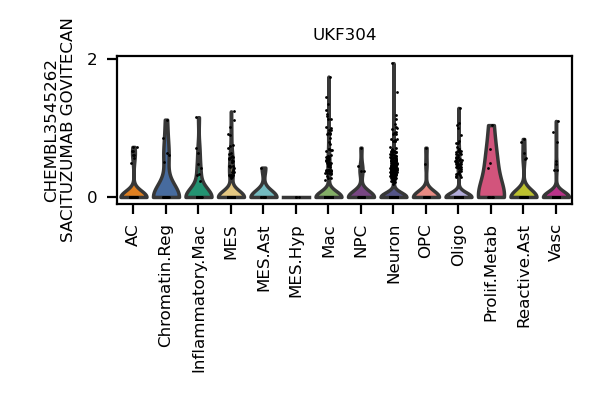 UKF304
CHEMBL3545262
SACITUZUMAB GOVITECAN
2
0
AC
Chromatin.Reg
Inflammatory.Mac
MES
MES.Ast
MES.Hyp
Mac
NPC
Neuron
OPC
Oligo
Prolif.Metab
Reactive.Ast
Vasc